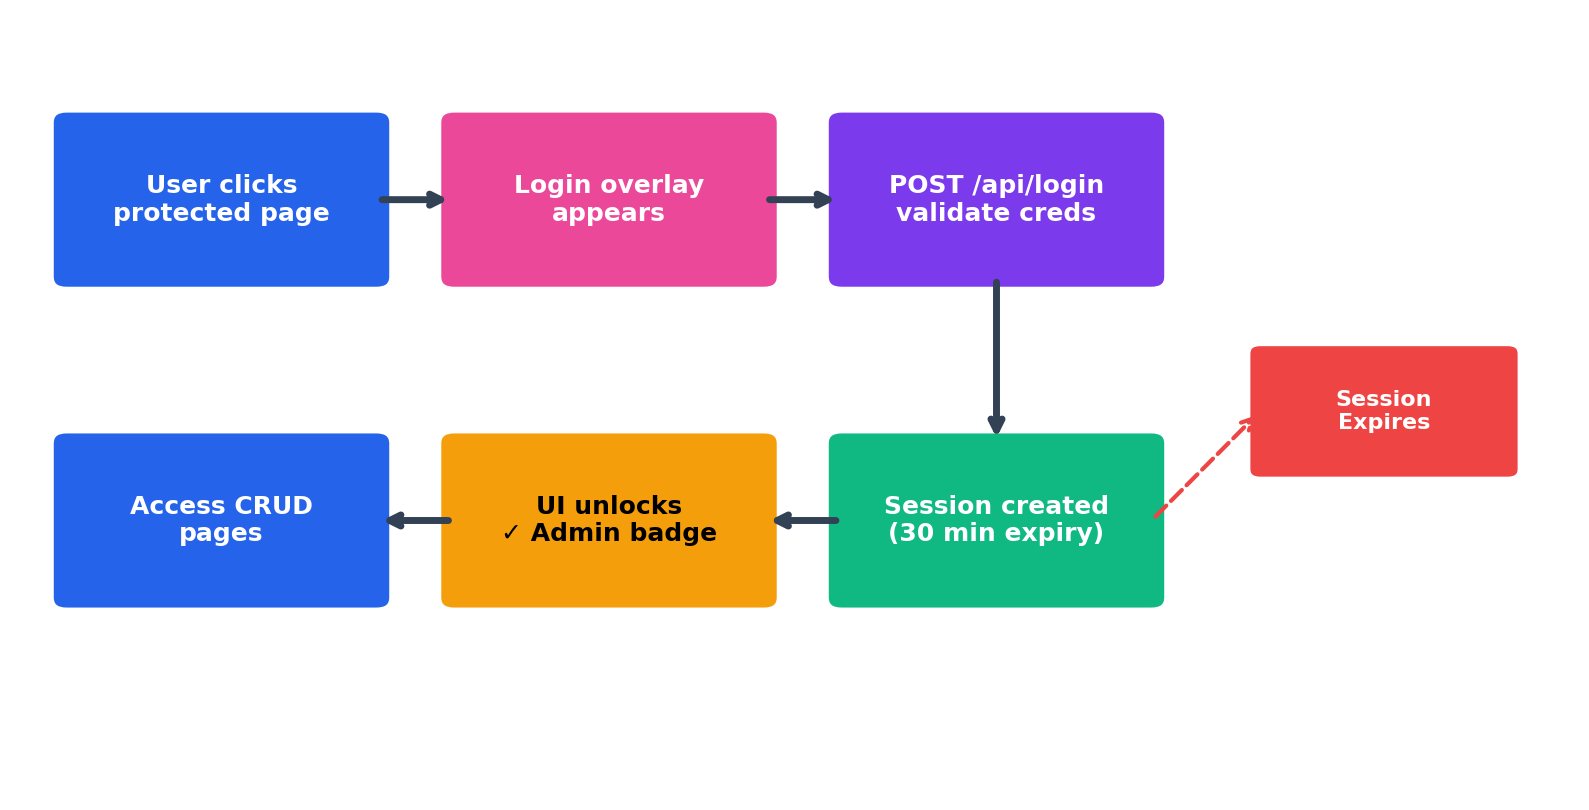 User clicks
protected page
Login overlay
appears
POST /api/login
validate creds
Session
Expires
Access CRUD
pages
UI unlocks
✓ Admin badge
Session created
(30 min expiry)